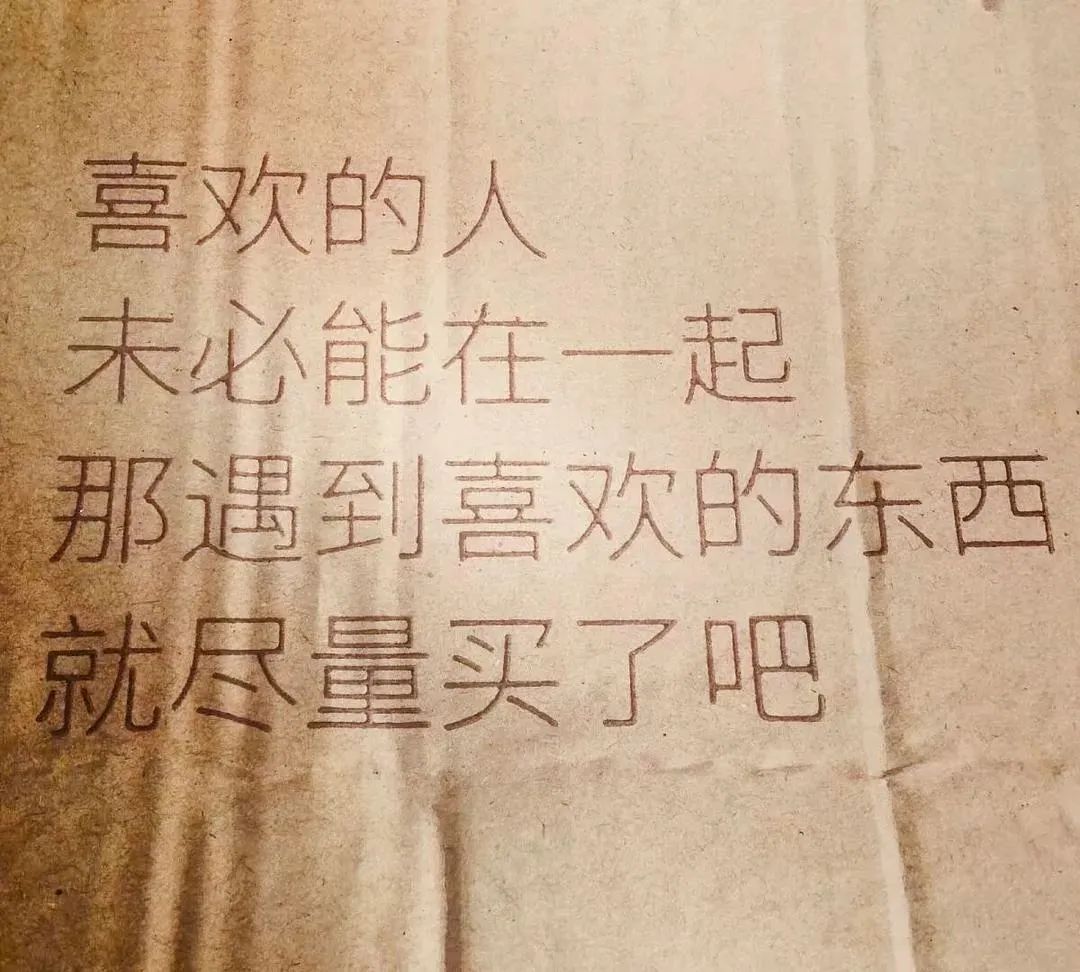 喜欢的人
未必能在一起
那遇到喜欢的东西
就尽量买了吧